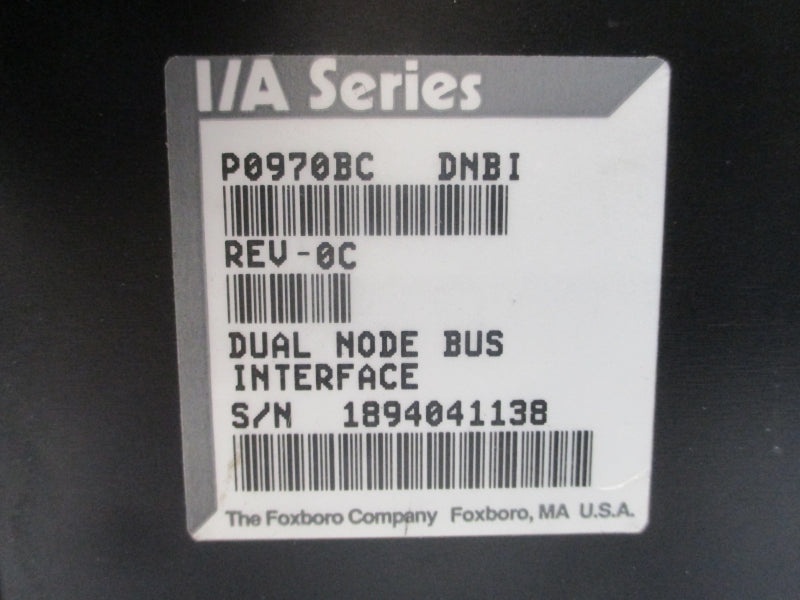 I/A Series
P0970BC DNBI
REV-0C
DUAL NODE BUS
INTERFACE
S/N 1894041138
The Foxboro Company Foxboro, MA U.S.A.